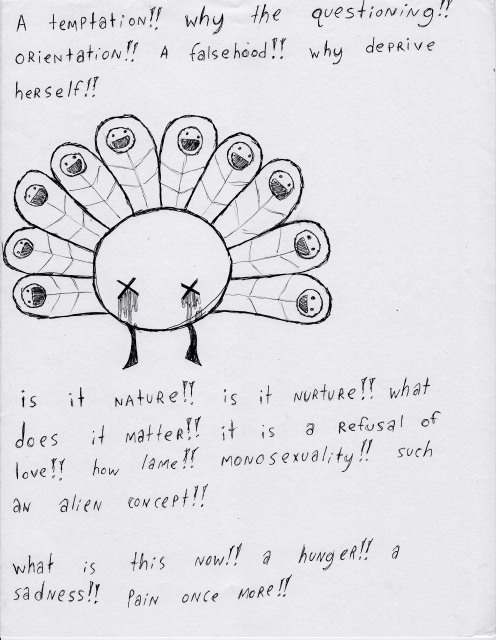 A temptation!! why the questioning!!
orientation!! A falsehood!! why deprive
herself!!
is it nature!! is it nurture!! what
does it matter!! it is a refusal of
love!! how lame!! monosexuality!! such
an alien concept!!
what is this now!! a hunger!! a
sadness!! pain once more!!